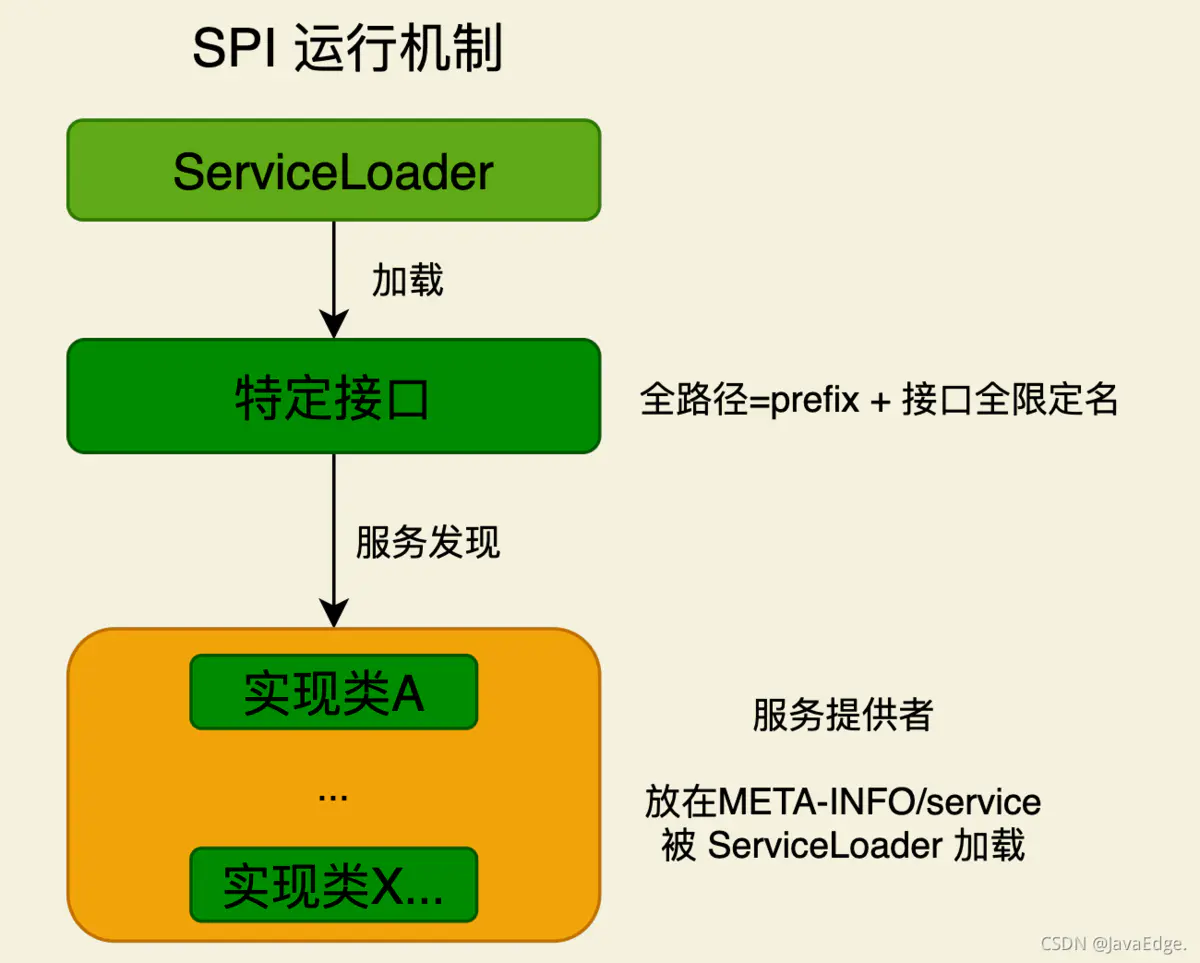 SPI 运行机制
ServiceLoader
加载
特定接口
全路径=prefix + 接口全限定名
服务发现
实现类A
...
实现类X...
服务提供者
放在META-INFO/service
被 ServiceLoader 加载
CSDN @JavaEdge.